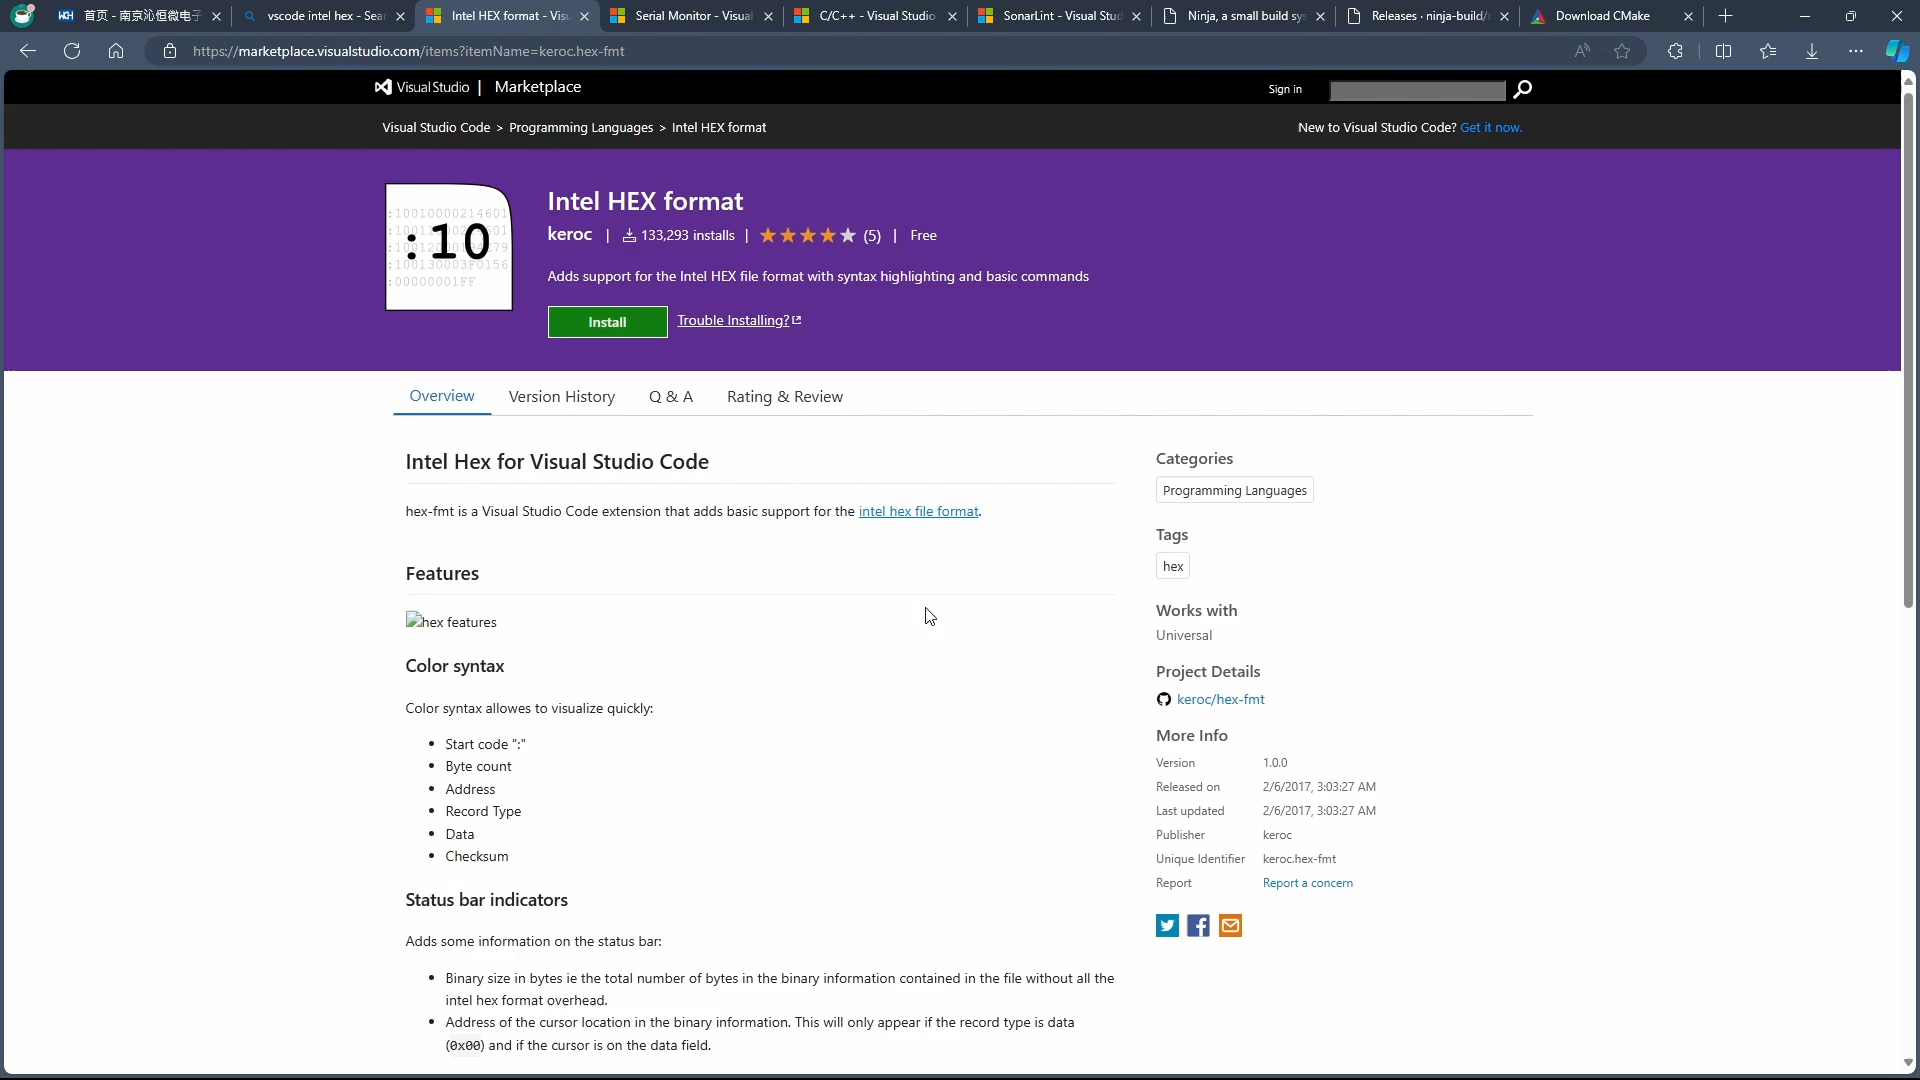 首页 - 南京沁恒微电子
vscode intel hex - Sear
Intel HEX format - Visu
Serial Monitor - Visual
C/C++ - Visual Studio
SonarLint - Visual Stud
Ninja, a small build sys
Releases · ninja-build/
Download CMake
https://marketplace.visualstudio.com/items?itemName=keroc.hex-fmt
Visual Studio | Marketplace
Sign in
Visual Studio Code > Programming Languages > Intel HEX format
New to Visual Studio Code? Get it now.
:10010000214601
:10
:00000001FF
Intel HEX format
keroc | 133,293 installs | (5) | Free
Adds support for the Intel HEX file format with syntax highlighting and basic commands
Install
Trouble Installing?
Overview
Version History
Q & A
Rating & Review
Intel Hex for Visual Studio Code
hex-fmt is a Visual Studio Code extension that adds basic support for the intel hex file format.
Features
hex features
Color syntax
Color syntax allowes to visualize quickly:
• Start code ":"
• Byte count
• Address
• Record Type
• Data
• Checksum
Status bar indicators
Adds some information on the status bar:
• Binary size in bytes ie the total number of bytes in the binary information contained in the file without all the
intel hex format overhead.
• Address of the cursor location in the binary information. This will only appear if the record type is data
(0x00) and if the cursor is on the data field.
Categories
Programming Languages
Tags
hex
Works with
Universal
Project Details
keroc/hex-fmt
More Info
Version 1.0.0
Released on 2/6/2017, 3:03:27 AM
Last updated 2/6/2017, 3:03:27 AM
Publisher keroc
Unique Identifier keroc.hex-fmt
Report Report a concern